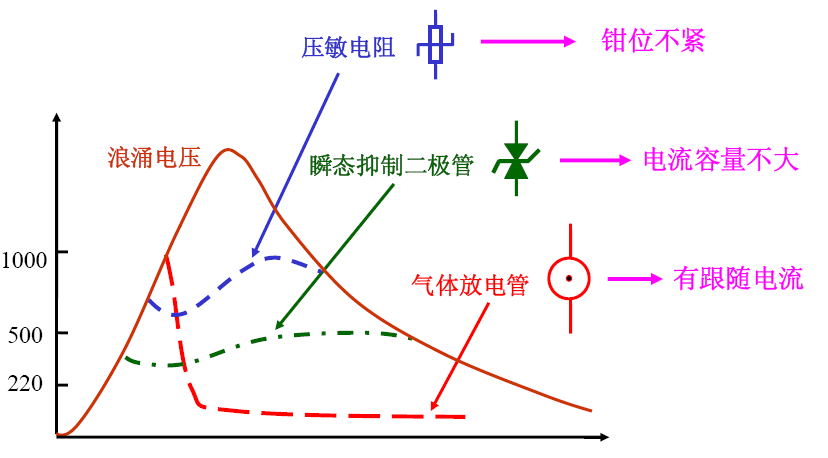 压敏电阻
钳位不紧
浪涌电压
瞬态抑制二极管
电流容量不大
1000
气体放电管
有跟随电流
500
220